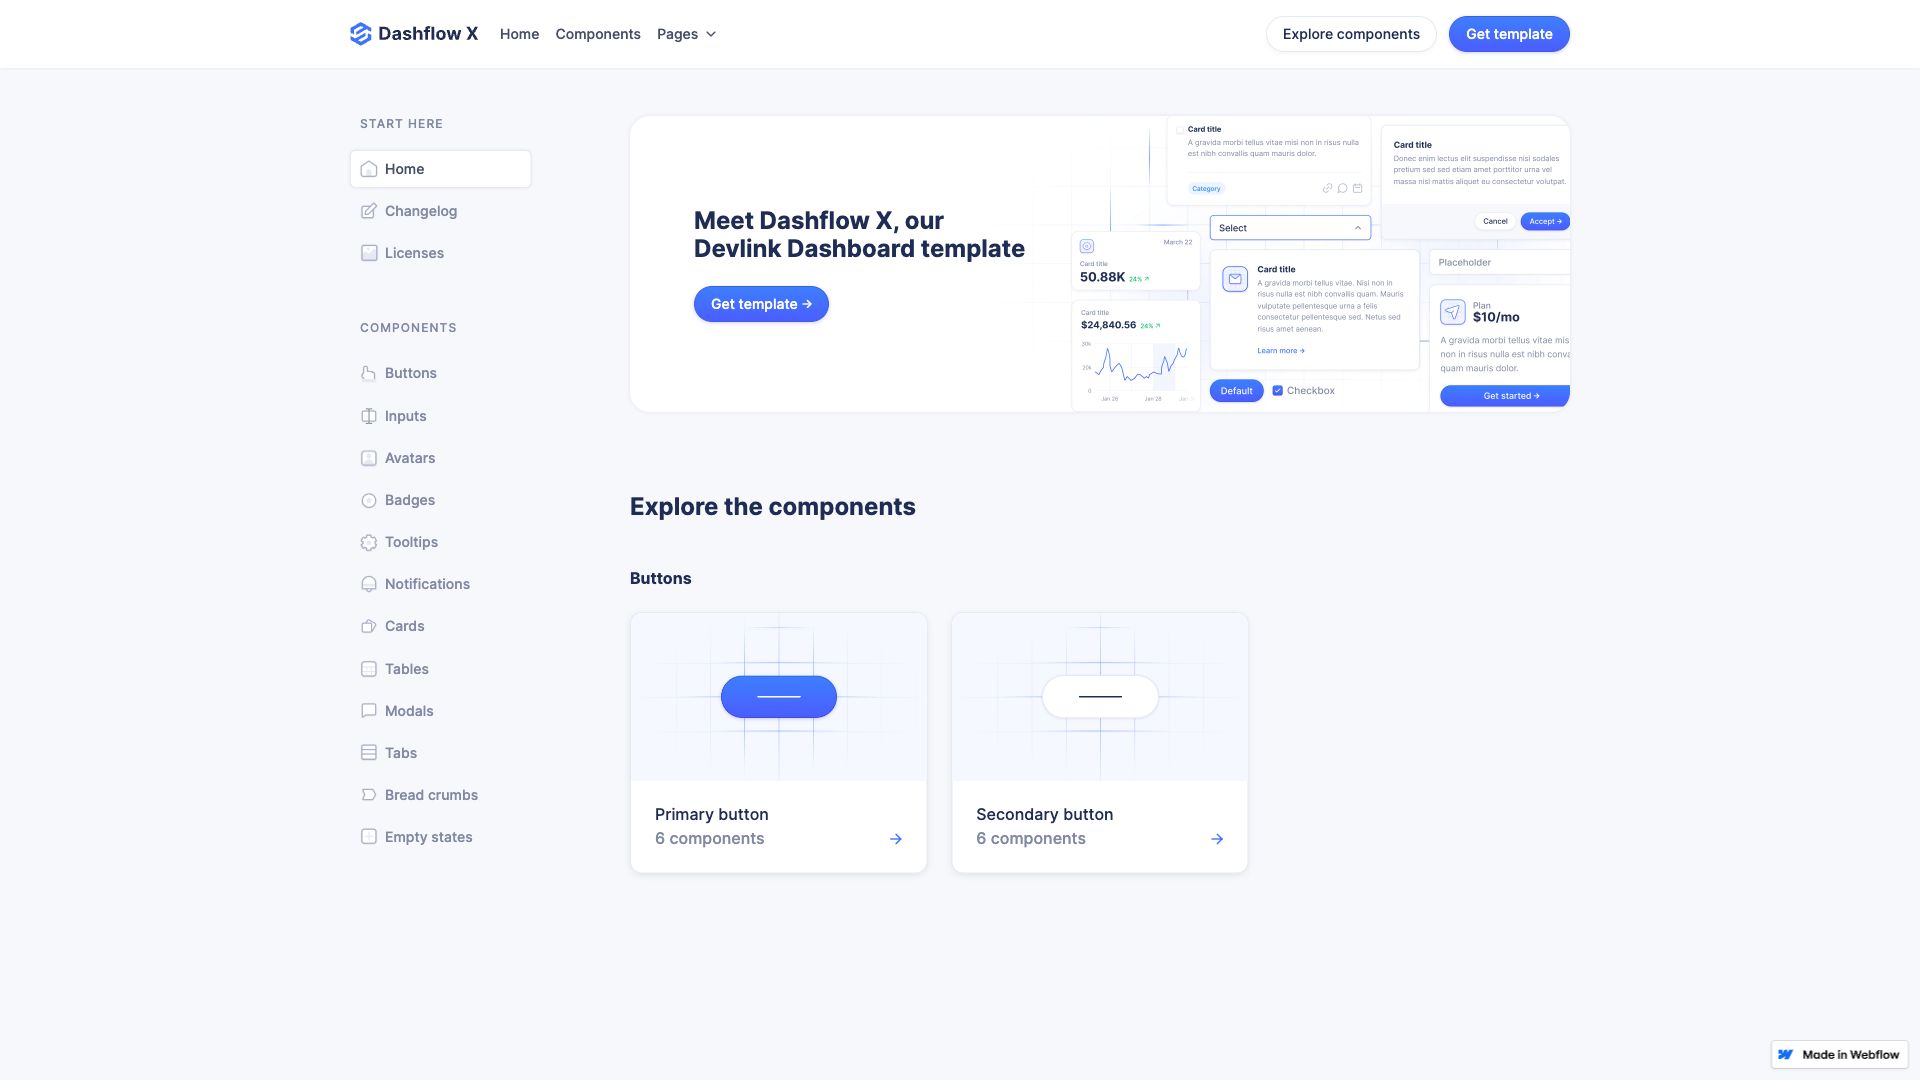 Dashflow X
Home
Components
Pages
Explore components
Get template
START HERE
Home
Changelog
Licenses
COMPONENTS
Buttons
Inputs
Avatars
Badges
Tooltips
Notifications
Cards
Tables
Modals
Tabs
Bread crumbs
Empty states
Meet Dashflow X, our
Devlink Dashboard template
Get template →
Card title
A gravida morbi tellus vitae misi non in risus nulla
est nibh convallis quam mauris dolor.
Category
Card title
Donec enim lectus elit suspendisse nisi sodales
pretium sed sed etiam amet porttitor urna vel
massa nisl mattis aliquet eu consectetur volutpat.
Cancel
Accept →
Select
March 22
Card title
50.88K 24% ↗
Card title
A gravida morbi tellus vitae. Nisi non in
risus nulla est nibh convallis quam. Mauris
vulputate pellentesque urna a felis
consectetur pellentesque sed. Netus sed
risus amet aenean.
Learn more →
Placeholder
Card title
$24,840.56 24% ↗
30k
20k
0
Jan 26
Jan 28
Jan
Plan
$10/mo
A gravida morbi tellus vitae mis
non in risus nulla est nibh conva
quam mauris dolor.
Get started →
Default
Checkbox
Explore the components
Buttons
Primary button
6 components
Secondary button
6 components
Made in Webflow